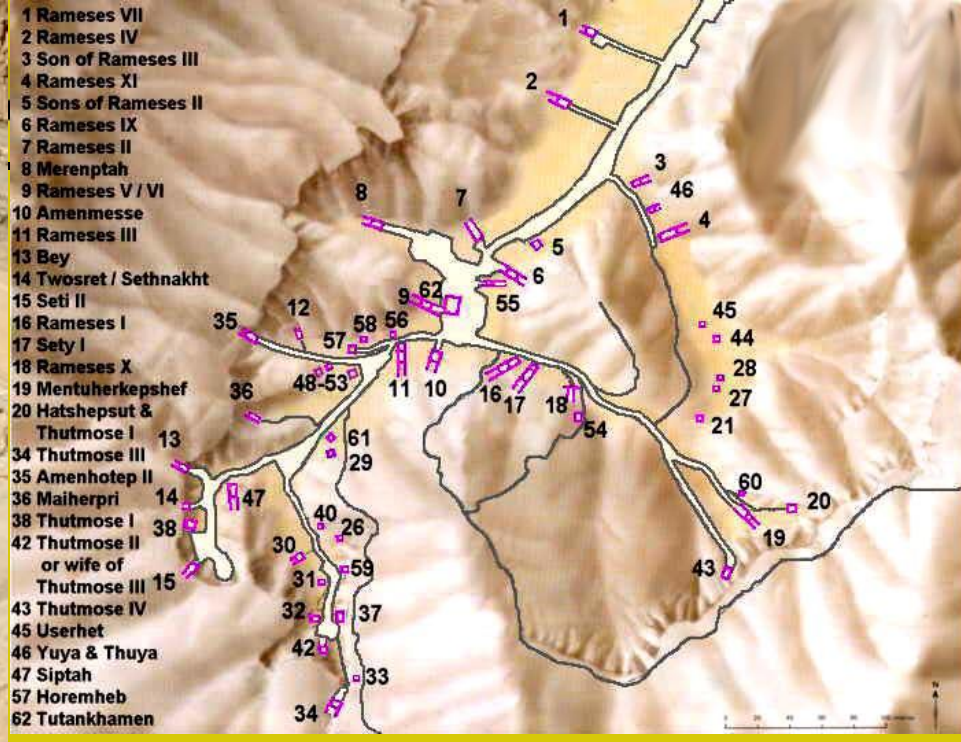 1 Rameses VII
2 Rameses IV
3 Son of Rameses III
4 Rameses XI
5 Sons of Rameses II
6 Rameses IX
7 Rameses II
8 Merenptah
9 Rameses V / VI
10 Amenmesse
11 Rameses III
13 Bey
14 Twosret / Sethnakht
15 Seti II
16 Rameses I
17 Sety I
18 Rameses X
19 Mentuherkepshef
20 Hatshepsut &
Thutmose I
34 Thutmose III
35 Amenhotep II
36 Maiherpri
38 Thutmose I
42 Thutmose II
or wife of
Thutmose III
43 Thutmose IV
45 Userhet
46 Yuya & Thuya
47 Siptah
57 Horemheb
62 Tutankhamen
1
2
3
46
8
7
4
5
6
9
62
55
45
35
12
57
58
56
44
48-53
11
10
16
17
18
28
27
36
54
21
61
13
29
14
47
60
20
38
40
26
19
30
59
43
15
31
32
37
42
33
34
N